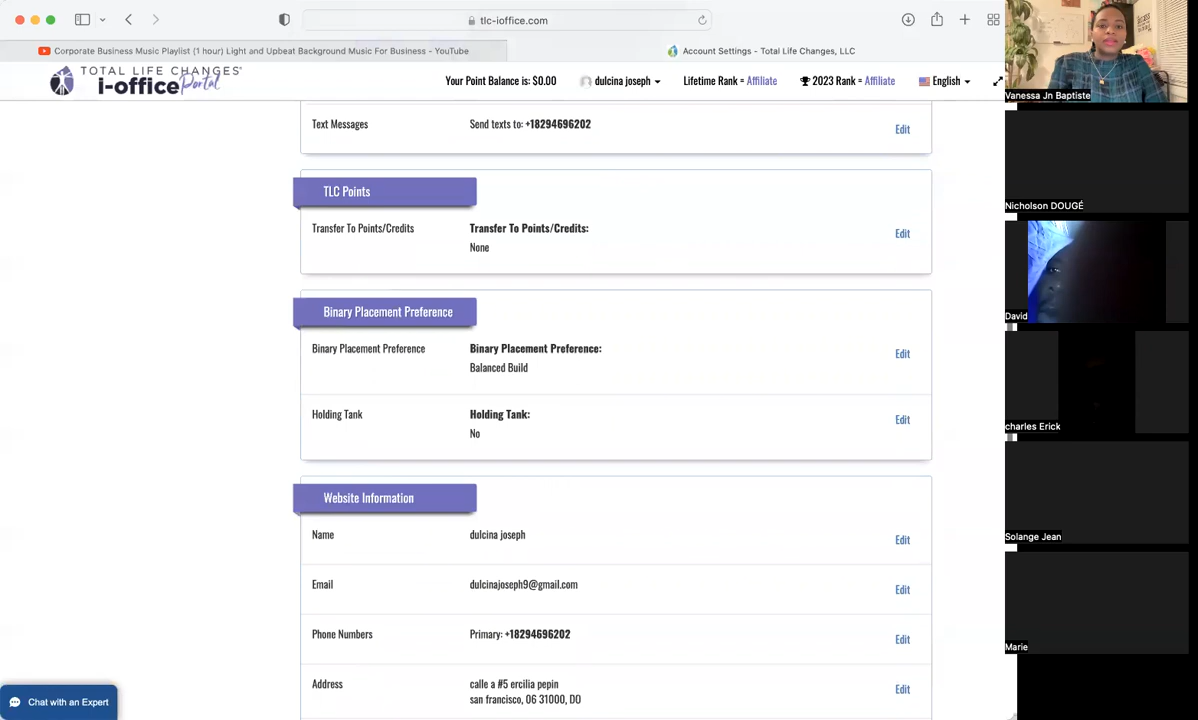 tlc-ioffice.com
Corporate Business Music Playlist (1 hour) Light and Upbeat Background Music For Business - YouTube
Account Settings - Total Life Changes, LLC
TOTAL LIFE CHANGES®
i-office Portal
Your Point Balance is: $0.00
dulcina joseph
Lifetime Rank = Affiliate
2023 Rank = Affiliate
English
Text Messages
Send texts to: +18294696202
Edit
TLC Points
Transfer To Points/Credits
Transfer To Points/Credits:
None
Edit
Binary Placement Preference
Binary Placement Preference
Binary Placement Preference:
Balanced Build
Edit
Holding Tank
Holding Tank:
No
Edit
Website Information
Name
dulcina joseph
Edit
Email
dulcinajoseph9@gmail.com
Edit
Phone Numbers
Primary: +18294696202
Edit
Address
calle a #5 ercilia pepin
san francisco, 06 31000, DO
Edit
Chat with an Expert
Vanessa Jn Baptiste
Nicholson DOUGÉ
David
charles Erick
Solange Jean
Marie